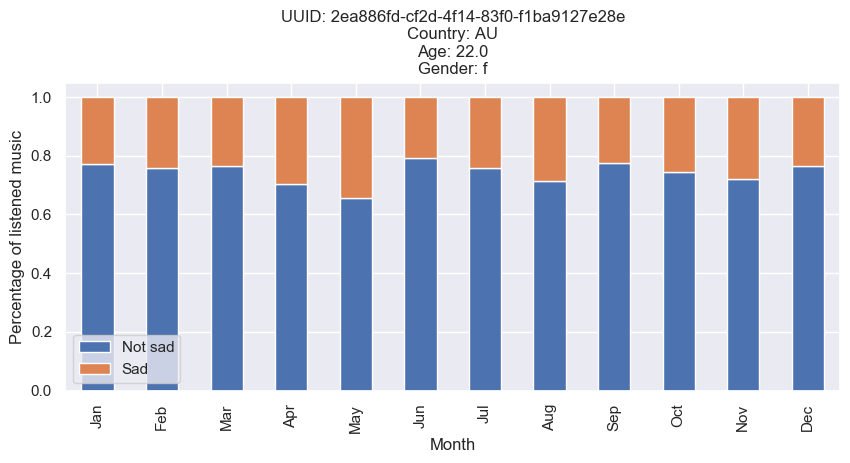 UUID: 2ea886fd-cf2d-4f14-83f0-f1ba9127e28e
Country: AU
Age: 22.0
Gender: f
Percentage of listened music
1.0
0.8
0.6
0.4
0.2
0.0
Not sad
Sad
Jan
Feb
Mar
Apr
May
Jun
Jul
Aug
Sep
Oct
Nov
Dec
Month